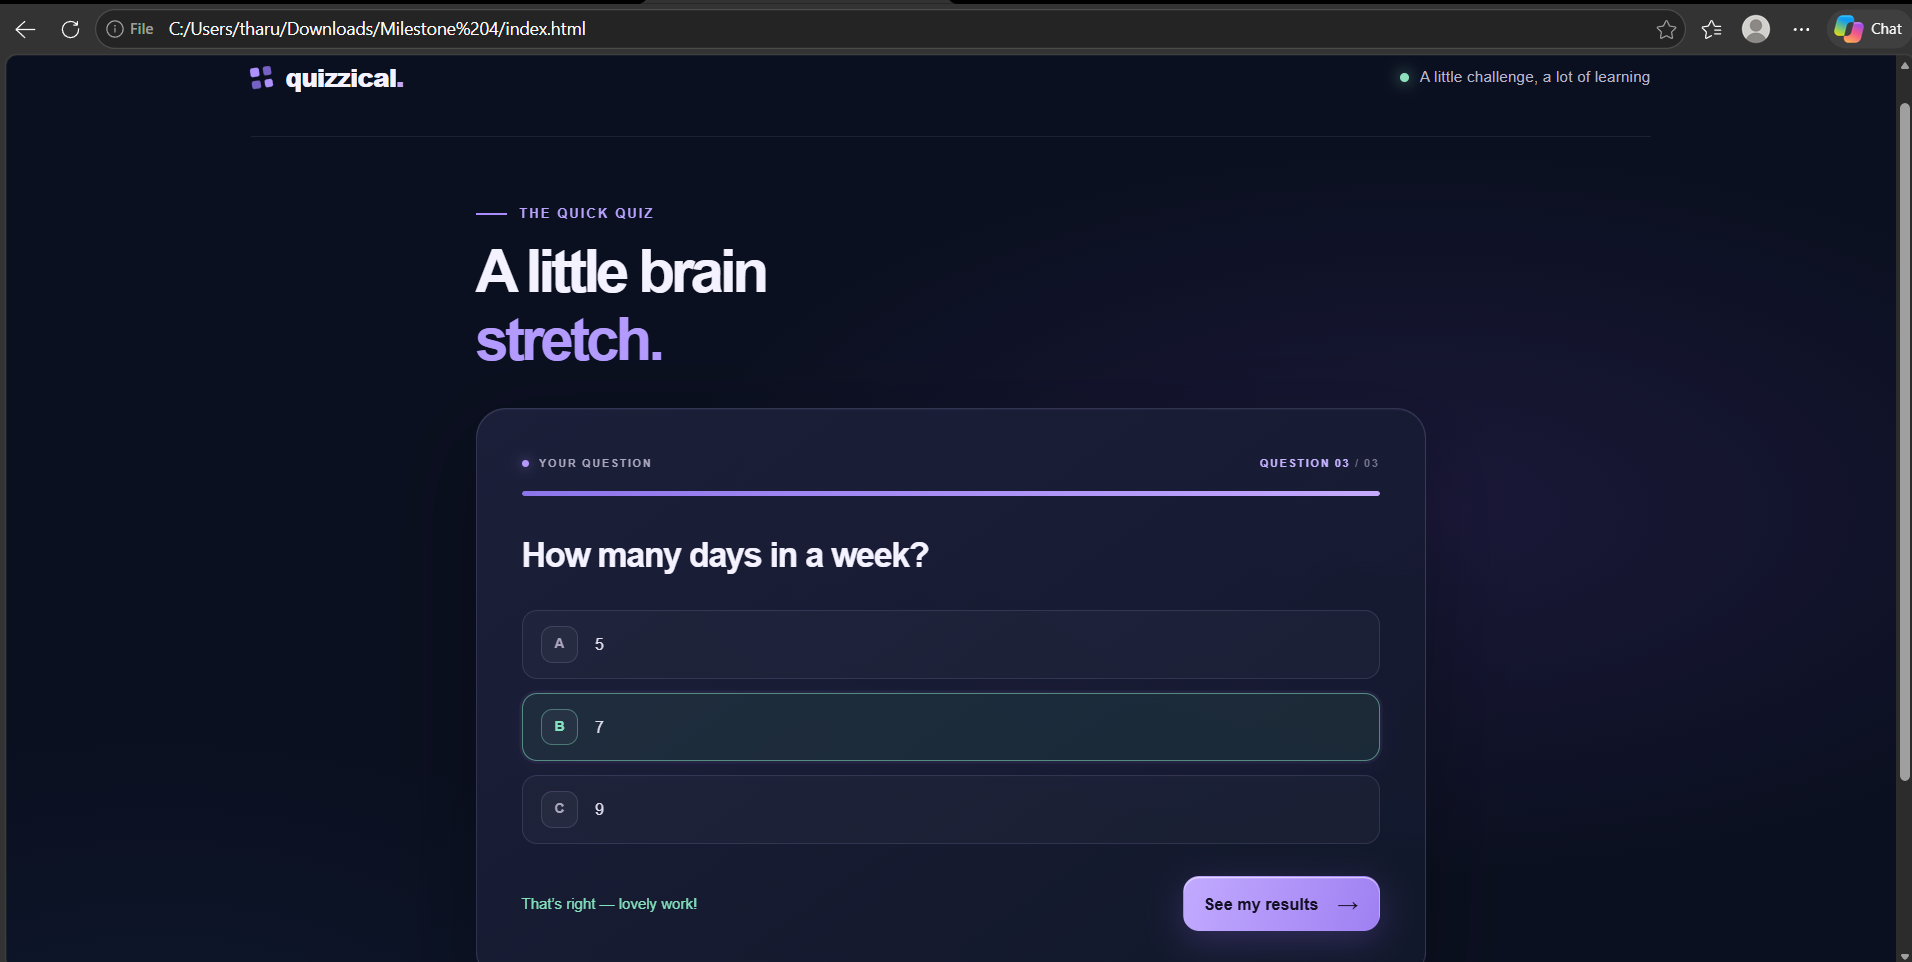 File C:/Users/tharu/Downloads/Milestone%204/index.html
Chat
quizzical.
A little challenge, a lot of learning
THE QUICK QUIZ
A little brain
stretch.
YOUR QUESTION
QUESTION 03 / 03
How many days in a week?
A 5
B 7
C 9
That's right — lovely work!
See my results →